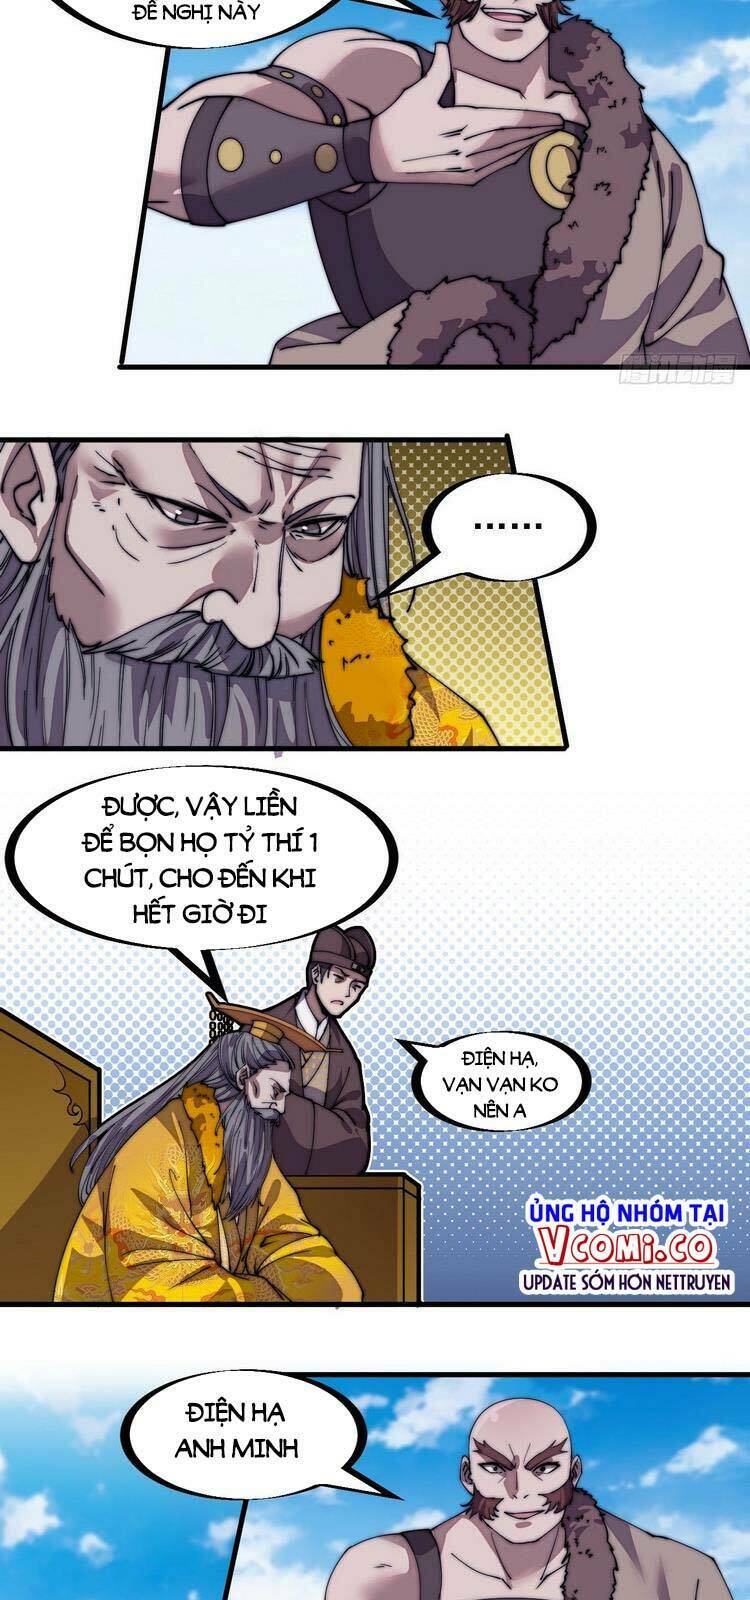 ĐỀ NGHỊ NÀY
......
ĐƯỢC, VẬY LIỀN
ĐỂ BỌN HỌ TỶ THÍ 1
CHÚT, CHO ĐẾN KHI
HẾT GIỜ ĐI
ĐIỆN HẠ,
VẠN VẠN KO
NÊN A
ỦNG HỘ NHÓM TẠI
VCOMI.CO
UPDATE SỚM HƠN NETTRUYEN
ĐIỆN HẠ
ANH MINH